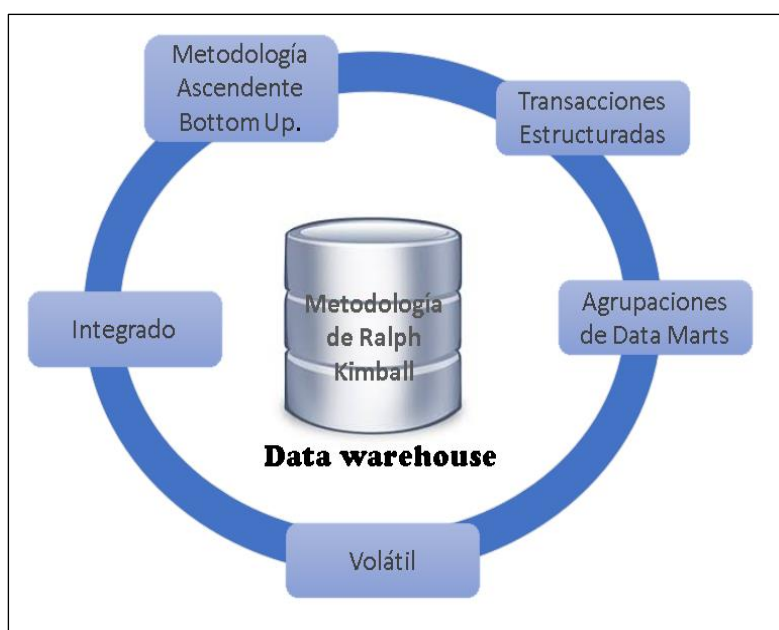 Metodología
Ascendente
Bottom Up.
Transacciones
Estructuradas
Agrupaciones
de Data Marts
Volátil
Integrado
Metodología
de Ralph
Kimball
Data warehouse